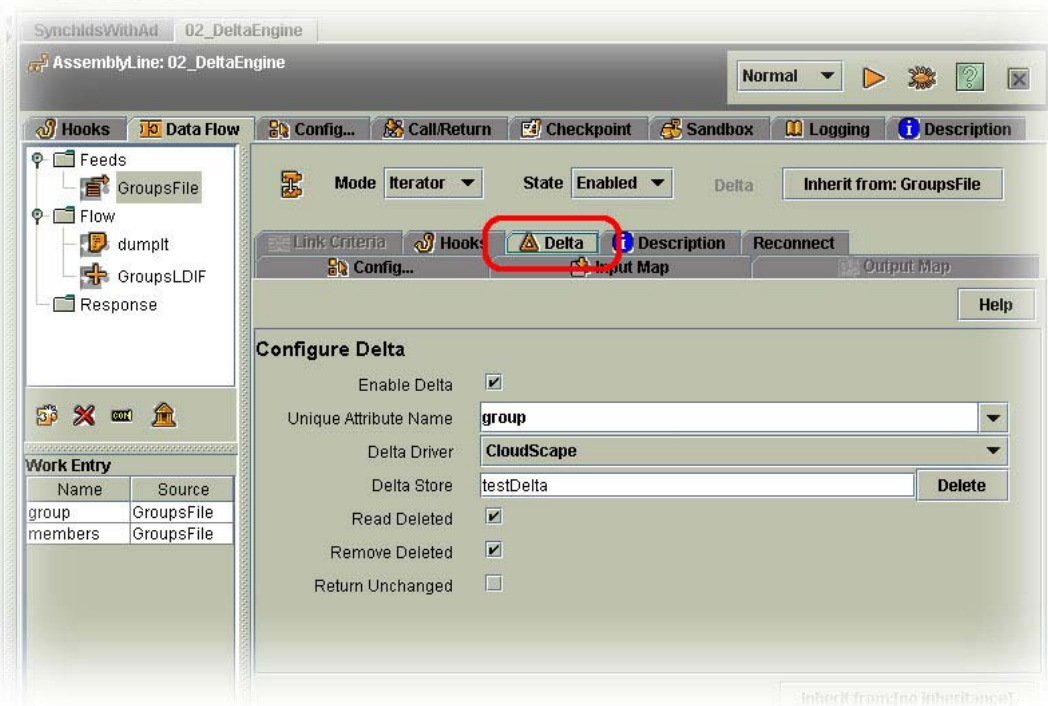 SynchIdsWithAd 02_DeltaEngine
AssemblyLine: 02_DeltaEngine
Normal
Hooks Data Flow Config... Call/Return Checkpoint Sandbox Logging Description
Feeds
GroupsFile
Flow
dumpIt
GroupsLDIF
Response
Mode Iterator State Enabled Delta Inherit from: GroupsFile
Link Criteria Hooks Delta Description Reconnect
Config... Input Map Output Map
Help
Configure Delta
Enable Delta
Unique Attribute Name group
Delta Driver CloudScape
Delta Store testDelta Delete
Read Deleted
Remove Deleted
Return Unchanged
CON
Work Entry
Name Source
group GroupsFile
members GroupsFile
Inherit from:[no inheritance]